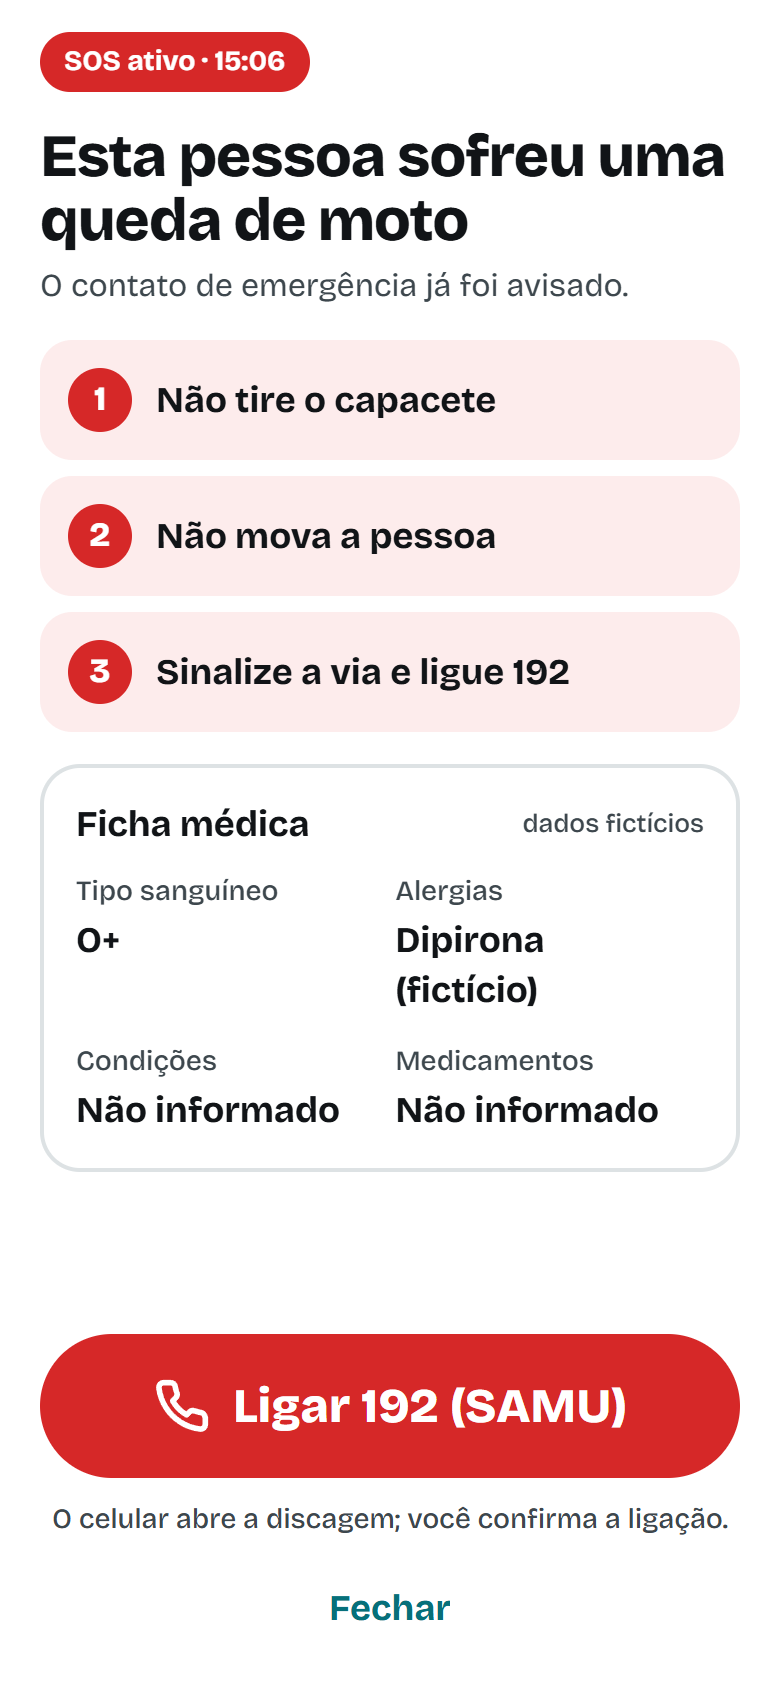 SOS ativo · 15:06
Esta pessoa sofreu uma
queda de moto
O contato de emergência já foi avisado.
1 Não tire o capacete
2 Não mova a pessoa
3 Sinalize a via e ligue 192
Ficha médica dados fictícios
Tipo sanguíneo Alergias
O+ Dipirona
(fictício)
Condições Medicamentos
Não informado Não informado
Ligar 192 (SAMU)
O celular abre a discagem; você confirma a ligação.
Fechar